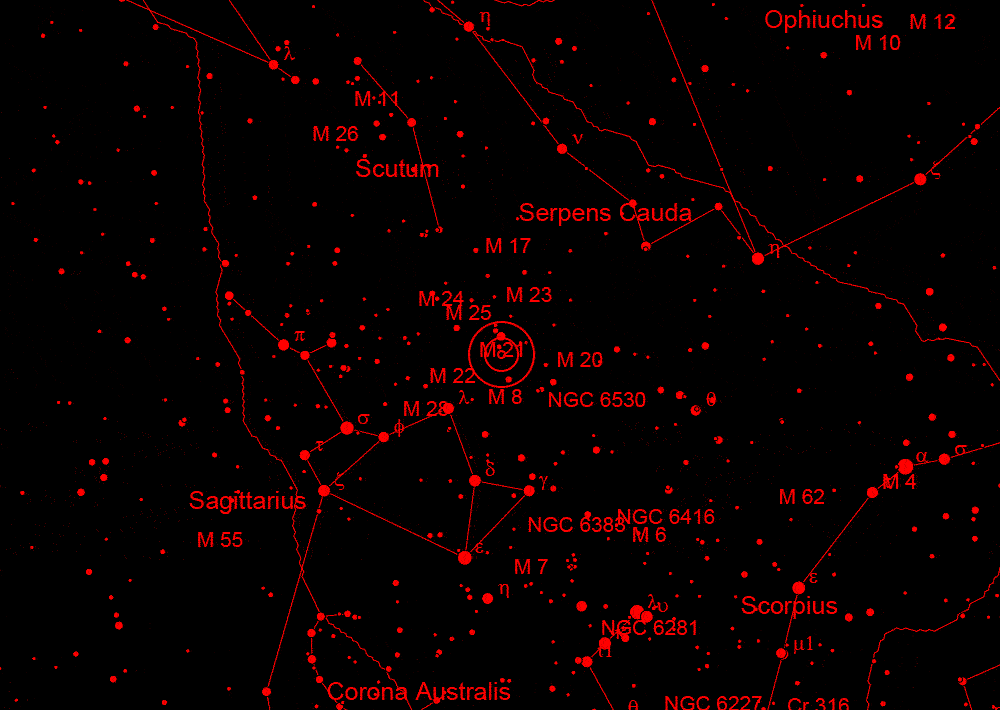 η
Ophiuchus
M 12
M 10
λ
M 11
M 26
ν
Scutum
ζ
Serpens Cauda
M 17
η
M 24
M 23
M 25
π
M 21
M 20
M 22
M 8
λ
NGC 6530
θ
M 28
σ
φ
τ
α
σ
δ
ζ
γ
M 4
Sagittarius
M 62
NGC 6388
NGC 6416
M 6
M 55
ε
M 7
ε
η
λ
υ
Scorpius
NGC 6281
ι1
μ1
Corona Australis
θ
NGC 6227
Cr 316